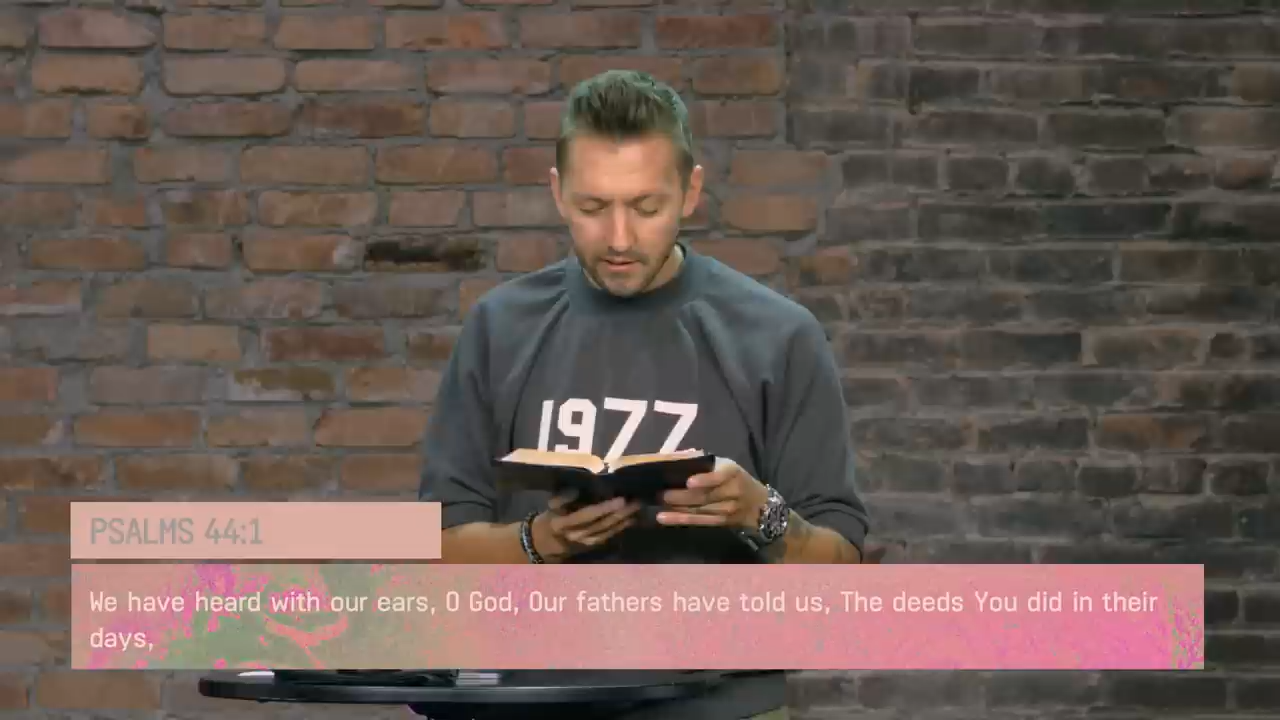 1977
PSALMS 44:1
We have heard with our ears, O God, Our fathers have told us, The deeds You did in their
days,